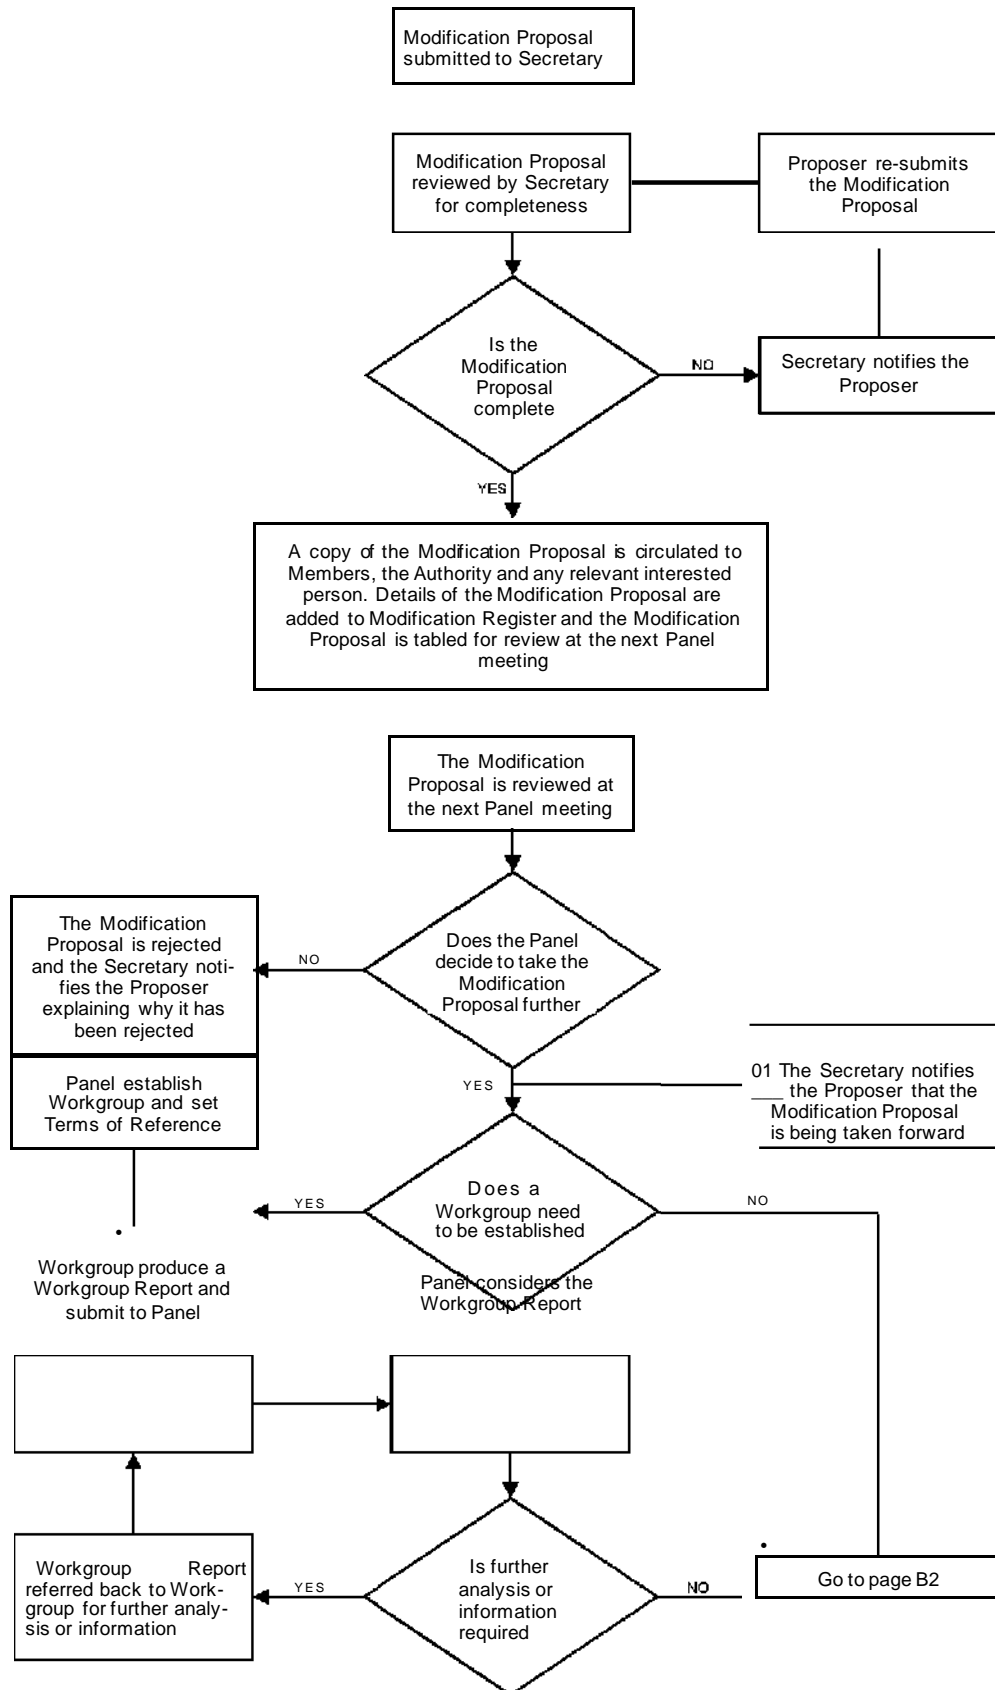 Modification Proposal
submitted to Secretary
Modification Proposal
reviewed by Secretary
for completeness
Proposer re-submits
the Modification
Proposal
Is the
Modification
Proposal
complete
NO
Secretary notifies the
Proposer
YES
A copy of the Modification Proposal is circulated to
Members, the Authority and any relevant interested
person. Details of the Modification Proposal are
added to Modification Register and the Modification
Proposal is tabled for review at the next Panel
meeting
The Modification
Proposal is reviewed at
the next Panel meeting
The Modification
Proposal is rejected
and the Secretary noti-
fies the Proposer
explaining why it has
been rejected
NO
Does the Panel
decide to take the
Modification
Proposal further
Panel establish
Workgroup and set
Terms of Reference
YES
01 The Secretary notifies
___ the Proposer that the
Modification Proposal
is being taken forward
YES
Does a
Workgroup need
to be established
NO
Workgroup produce a
Workgroup Report and
submit to Panel
Panel considers the
Workgroup Report
Workgroup Report
referred back to Work-
group for further analy-
sis or information
YES
Is further
analysis or
information
required
NO
Go to page B2